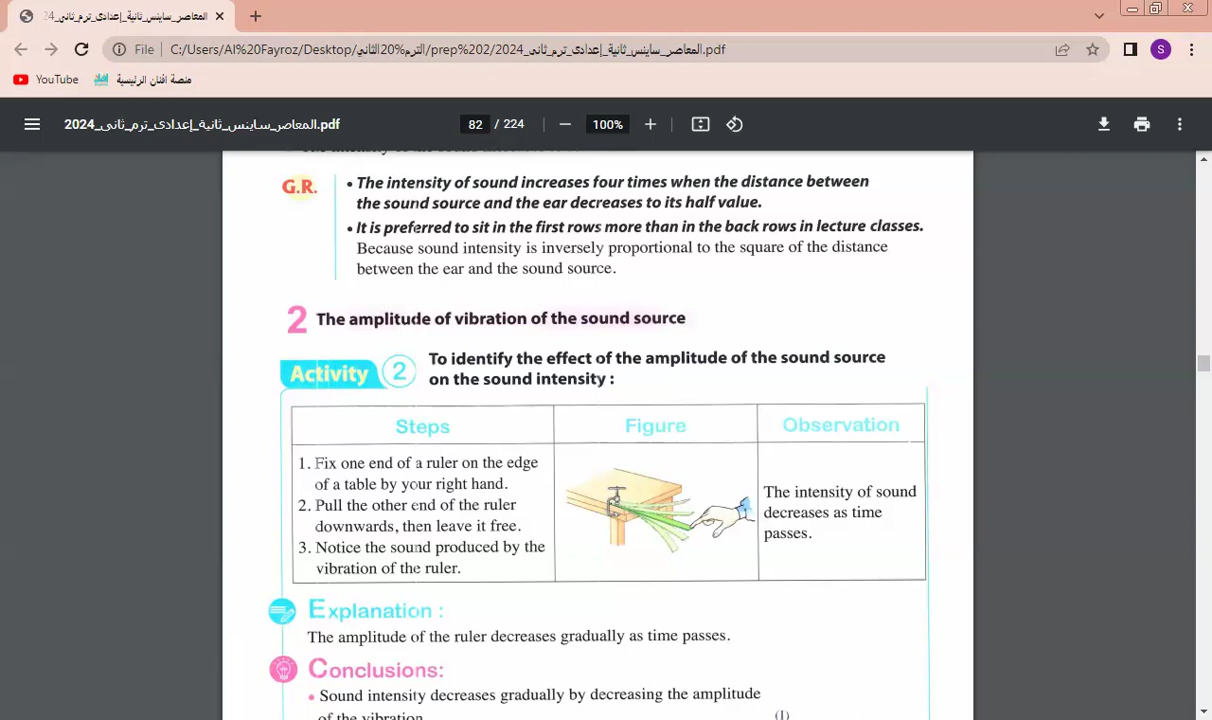 المعاصر_ساينس_ثانية_إعدادى_ترم_ثانى_24
File C:/Users/Al%20Fayroz/Desktop/الترم%20الثاني/prep%202/2024_المعاصر_ساينس_ثانية_إعدادى_ترم_ثانى.pdf
S
YouTube منصة افنان الرئيسية
2024_المعاصر_ساينس_ثانية_إعدادى_ترم_ثانى.pdf 82 / 224 100%
G.R. • The intensity of sound increases four times when the distance between
the sound source and the ear decreases to its half value.
• It is preferred to sit in the first rows more than in the back rows in lecture classes.
Because sound intensity is inversely proportional to the square of the distance
between the ear and the sound source.
2 The amplitude of vibration of the sound source
Activity 2 To identify the effect of the amplitude of the sound source
on the sound intensity :
Steps Figure Observation
1. Fix one end of a ruler on the edge
of a table by your right hand.
2. Pull the other end of the ruler
downwards, then leave it free.
3. Notice the sound produced by the
vibration of the ruler.
The intensity of sound
decreases as time
passes.
Explanation :
The amplitude of the ruler decreases gradually as time passes.
Conclusions:
• Sound intensity decreases gradually by decreasing the amplitude
of the vibration
(I)